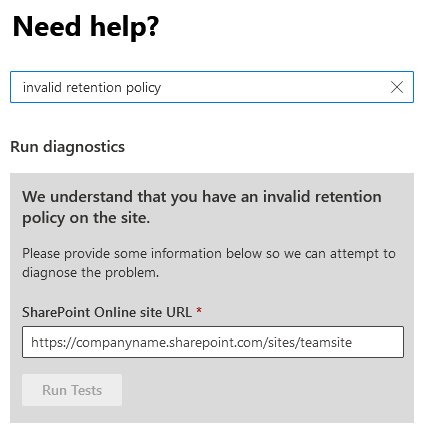 Need help?
invalid retention policy
Run diagnostics
We understand that you have an invalid retention
policy on the site.
Please provide some information below so we can attempt to
diagnose the problem.
SharePoint Online site URL *
https://companyname.sharepoint.com/sites/teamsite
Run Tests